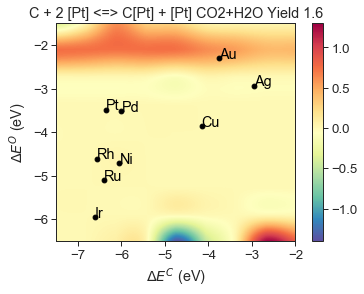 C + 2 [Pt] <=> C[Pt] + [Pt] CO2+H2O Yield 1.6
ΔE^O (eV)
−2
−3
−4
−5
−6
Au
Ag
Pt
Pd
Cu
Rh
Ni
Ru
Ir
−7
−6
−5
−4
−3
−2
ΔE^C (eV)
1.0
0.5
0.0
−0.5
−1.0